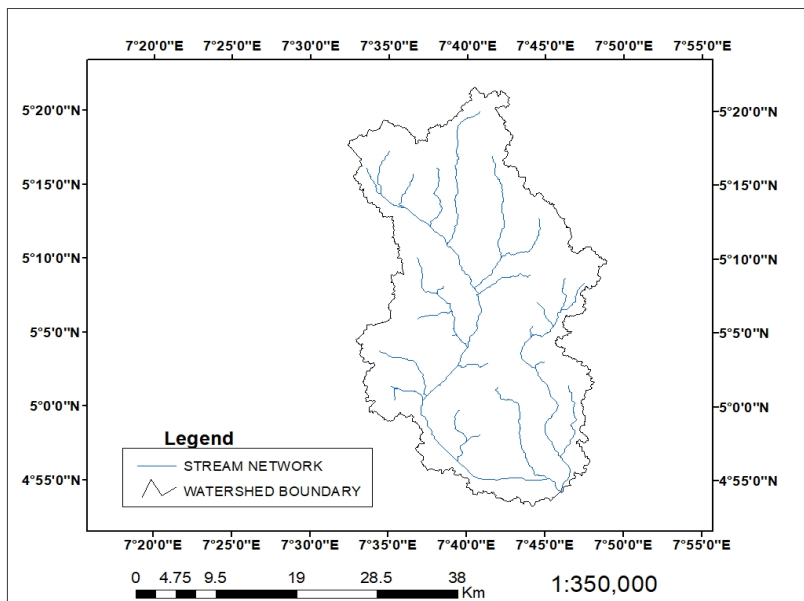 7°20'0"E 7°25'0"E 7°30'0"E 7°35'0"E 7°40'0"E 7°45'0"E 7°50'0"E 7°55'0"E
5°20'0"N 5°20'0"N
5°15'0"N 5°15'0"N
5°10'0"N 5°10'0"N
5°5'0"N 5°5'0"N
5°0'0"N 5°0'0"N
Legend
STREAM NETWORK
4°55'0"N 4°55'0"N
WATERSHED BOUNDARY
7°20'0"E 7°25'0"E 7°30'0"E 7°35'0"E 7°40'0"E 7°45'0"E 7°50'0"E 7°55'0"E
0 4.75 9.5 19 28.5 38
Km
1:350,000